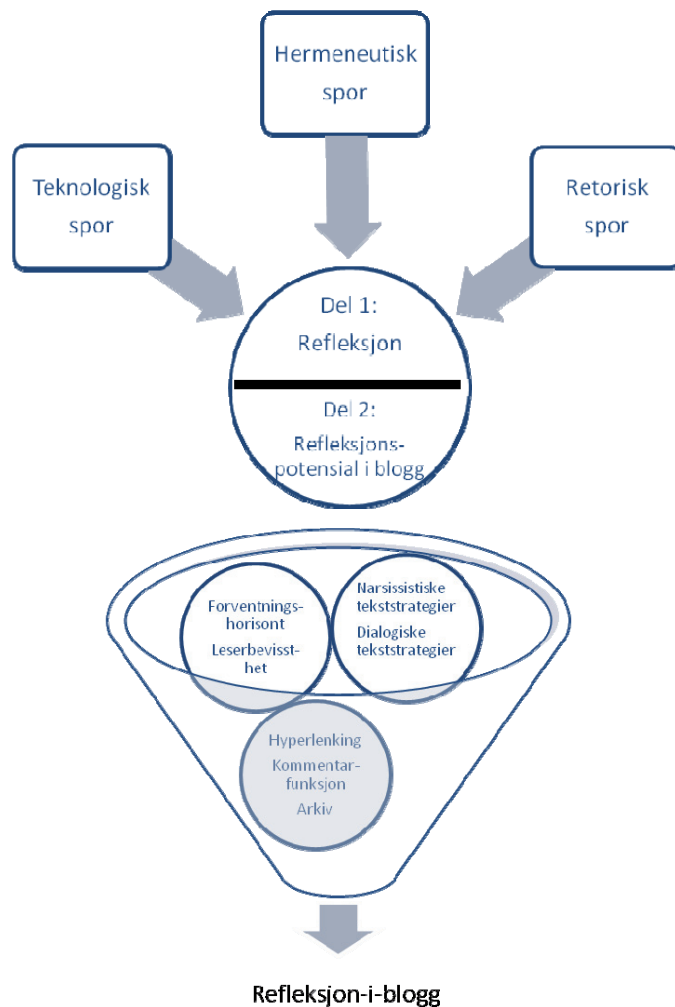 Hermeneutisk
spor
Teknologisk
spor
Retorisk
spor
Del 1:
Refleksjon
Del 2:
Refleksjons-
potensial i blogg
Forventnings-
horisont
Leserbevisst-
het
Narsissistiske
tekststrategier
Dialogiske
tekststrategier
Hyperlenking
Kommentar-
funksjon
Arkiv
Refleksjon-i-blogg